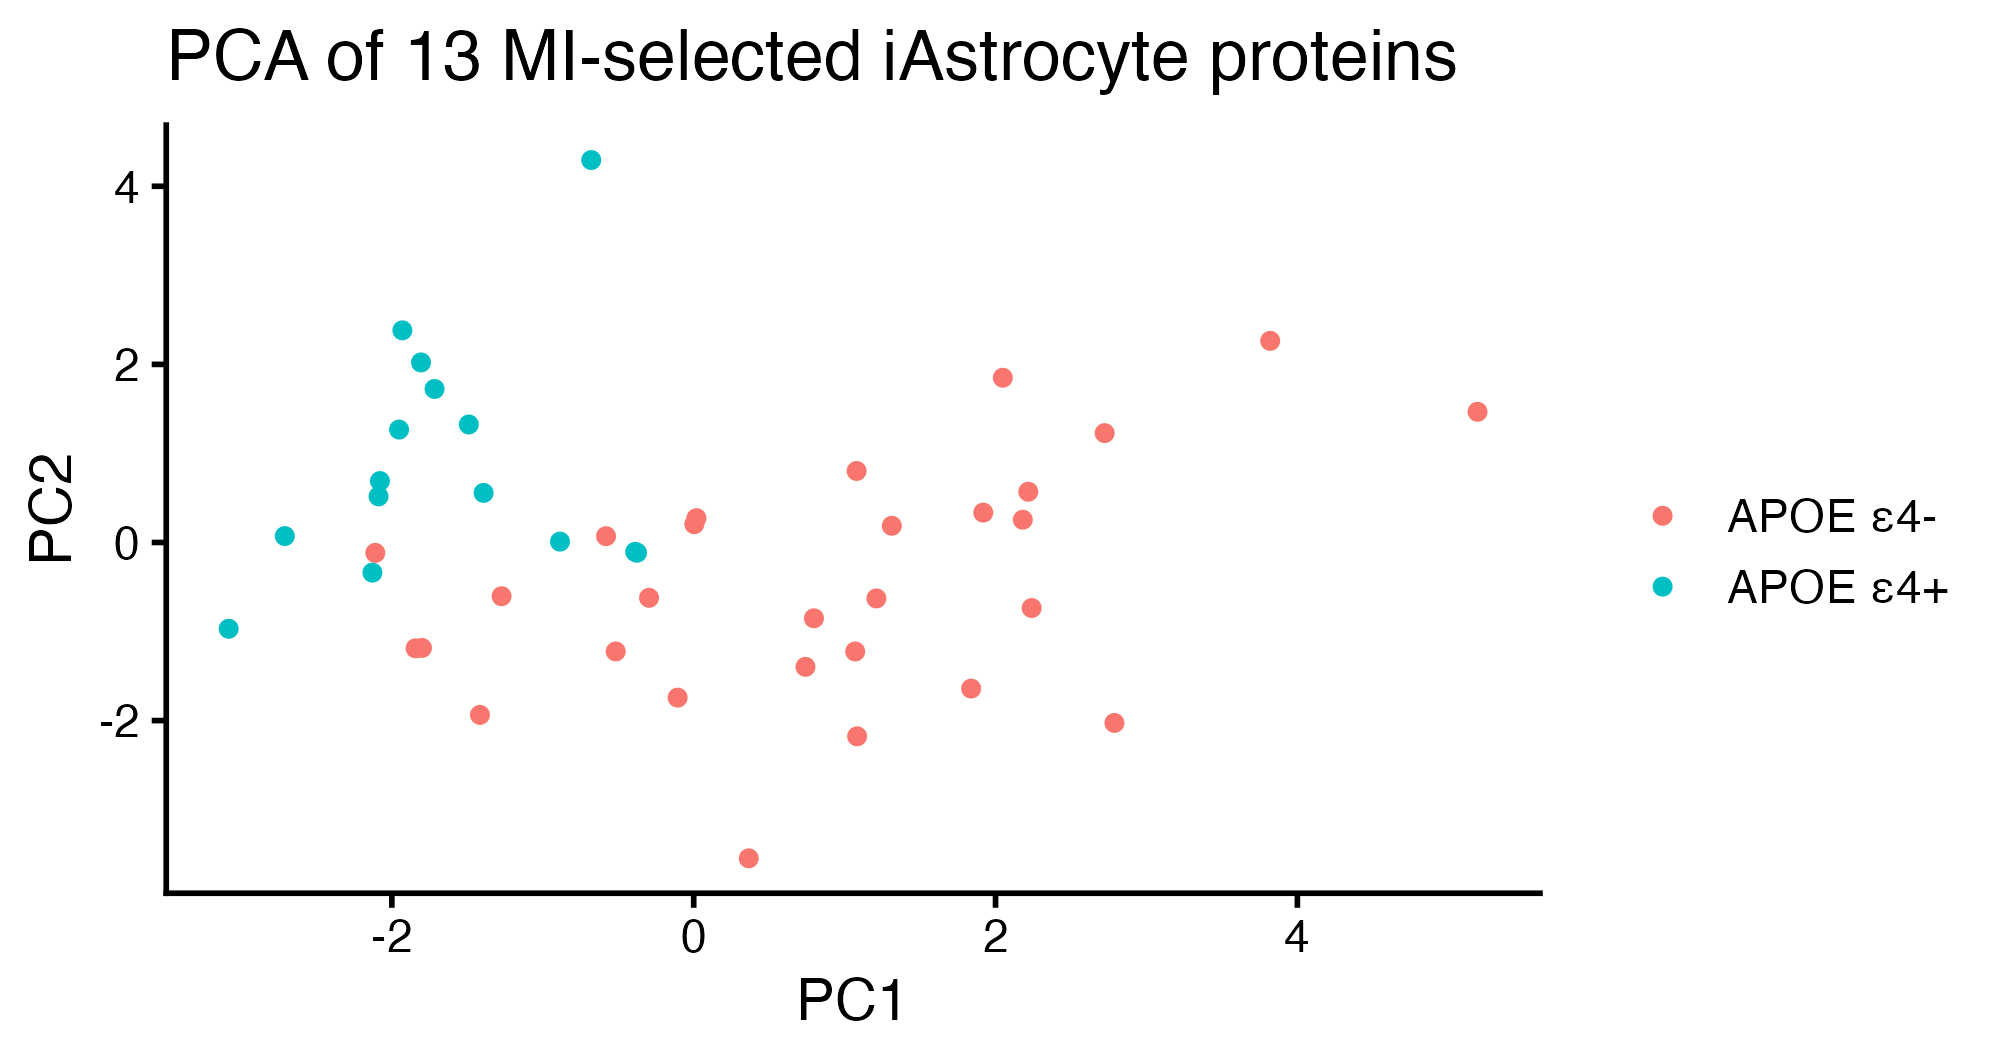 PCA of 13 MI-selected iAstrocyte proteins
4
2
0
-2
PC2
-2
0
2
4
PC1
APOE ε4-
APOE ε4+